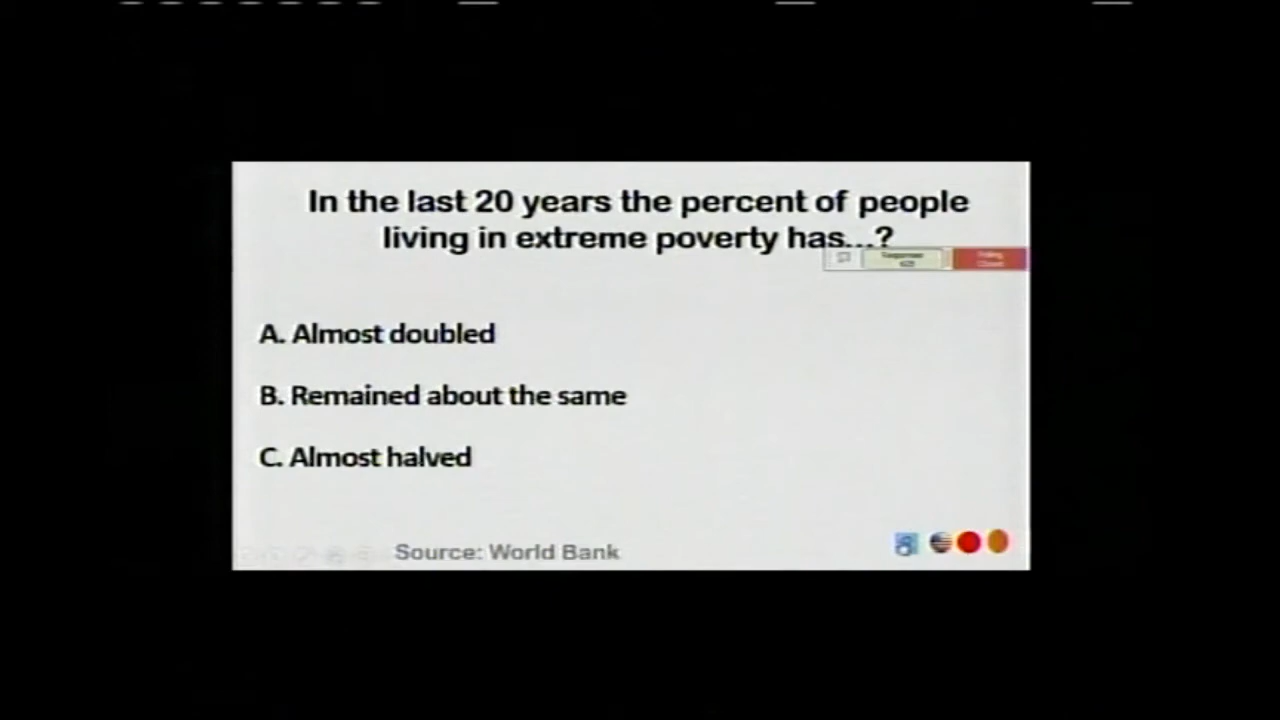 In the last 20 years the percent of people
living in extreme poverty has...?
A. Almost doubled
B. Remained about the same
C. Almost halved
Source: World Bank